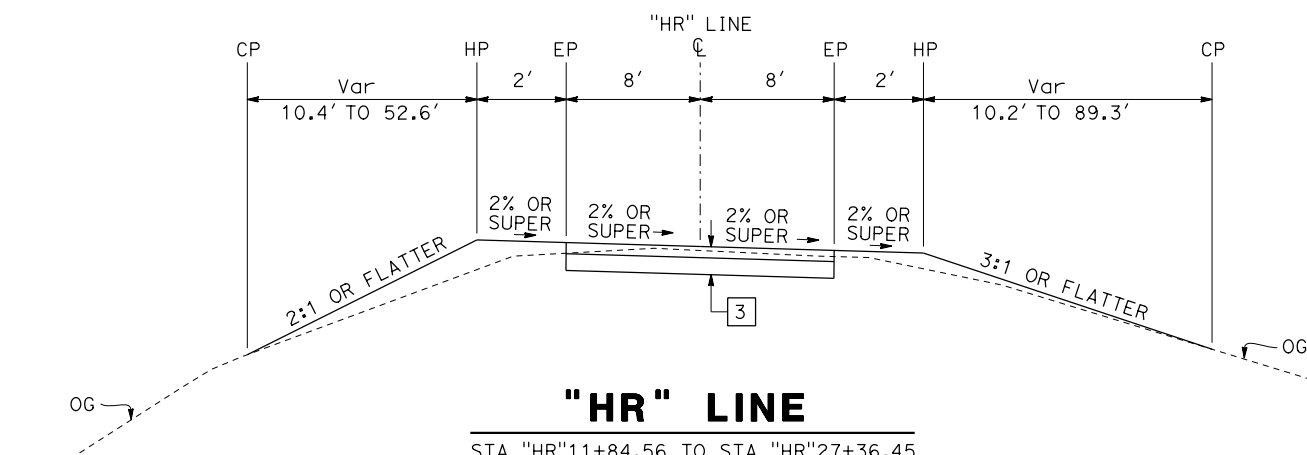 "HR" LINE
CP HP EP ℄ EP HP CP
Var 2' 8' 8' 2' Var
10.4' TO 52.6' 10.2' TO 89.3'
2% OR 2% OR 2% OR 2% OR
SUPER SUPER SUPER SUPER
2:1 OR FLATTER 3:1 OR FLATTER
3
OG OG
"HR" LINE
STA "HR"11+84.56 TO STA "HR"27+36.45